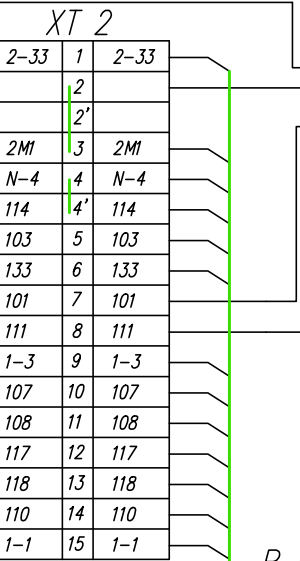 XT 2
2-33 1 2-33
2
2'
2M1 3 2M1
N-4 4 N-4
114 4' 114
103 5 103
133 6 133
101 7 101
111 8 111
1-3 9 1-3
107 10 107
108 11 108
117 12 117
118 13 118
110 14 110
1-1 15 1-1